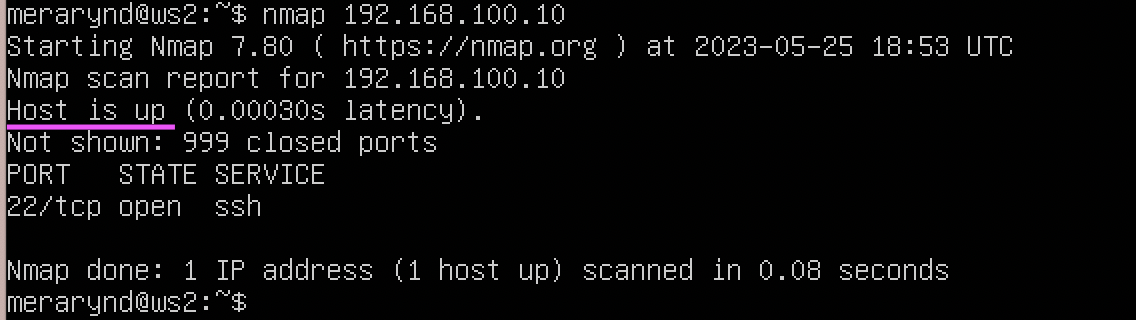 merarynd@ws2:~$ nmap 192.168.100.10
Starting Nmap 7.80 ( https://nmap.org ) at 2023-05-25 18:53 UTC
Nmap scan report for 192.168.100.10
Host is up (0.00030s latency).
Not shown: 999 closed ports
PORT   STATE SERVICE
22/tcp open  ssh
Nmap done: 1 IP address (1 host up) scanned in 0.08 seconds
merarynd@ws2:~$